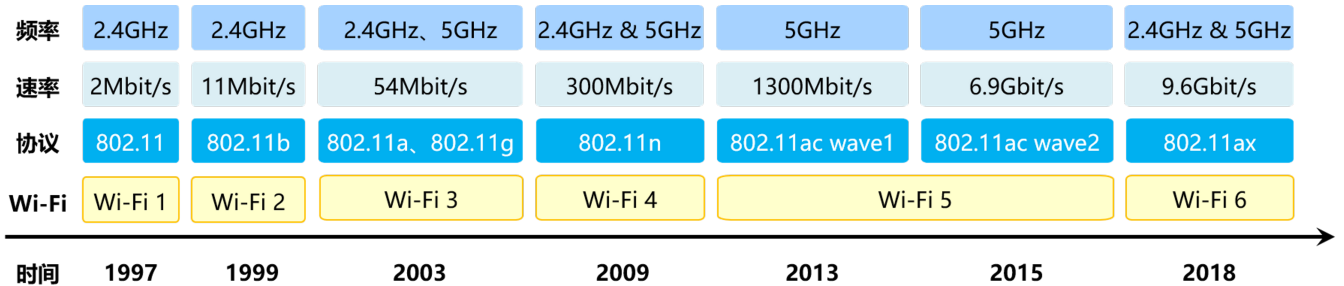 频率 2.4GHz 2.4GHz 2.4GHz、5GHz 2.4GHz & 5GHz 5GHz 5GHz 2.4GHz & 5GHz
速率 2Mbit/s 11Mbit/s 54Mbit/s 300Mbit/s 1300Mbit/s 6.9Gbit/s 9.6Gbit/s
协议 802.11 802.11b 802.11a、802.11g 802.11n 802.11ac wave1 802.11ac wave2 802.11ax
Wi-Fi Wi-Fi 1 Wi-Fi 2 Wi-Fi 3 Wi-Fi 4 Wi-Fi 5 Wi-Fi 6
时间 1997 1999 2003 2009 2013 2015 2018